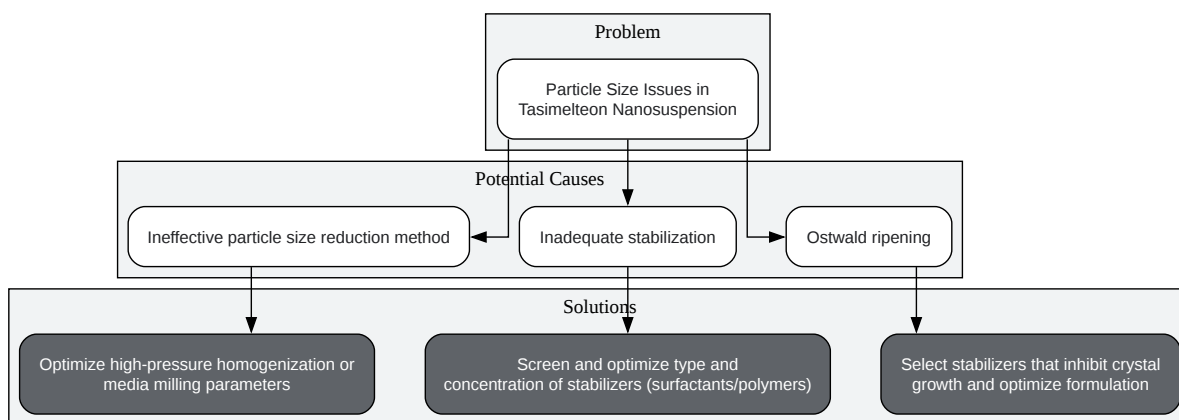 Problem
Particle Size Issues in
Tasimelteon Nanosuspension
Potential Causes
Ineffective particle size reduction method
Inadequate stabilization
Ostwald ripening
Solutions
Optimize high-pressure homogenization or
media milling parameters
Screen and optimize type and
concentration of stabilizers (surfactants/polymers)
Select stabilizers that inhibit crystal
growth and optimize formulation